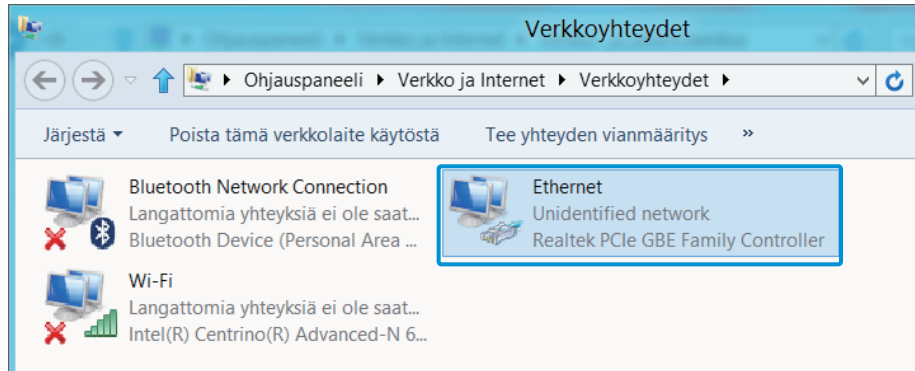 Verkkoyhteydet
Ohjauspaneeli Verkko ja Internet Verkkoyhteydet
Järjestä Poista tämä verkkolaite käytöstä Tee yhteyden vianmääritys »
Bluetooth Network Connection
Langattomia yhteyksiä ei ole saat...
Bluetooth Device (Personal Area ...
Ethernet
Unidentified network
Realtek PCIe GBE Family Controller
Wi-Fi
Langattomia yhteyksiä ei ole saat...
Intel(R) Centrino(R) Advanced-N 6...